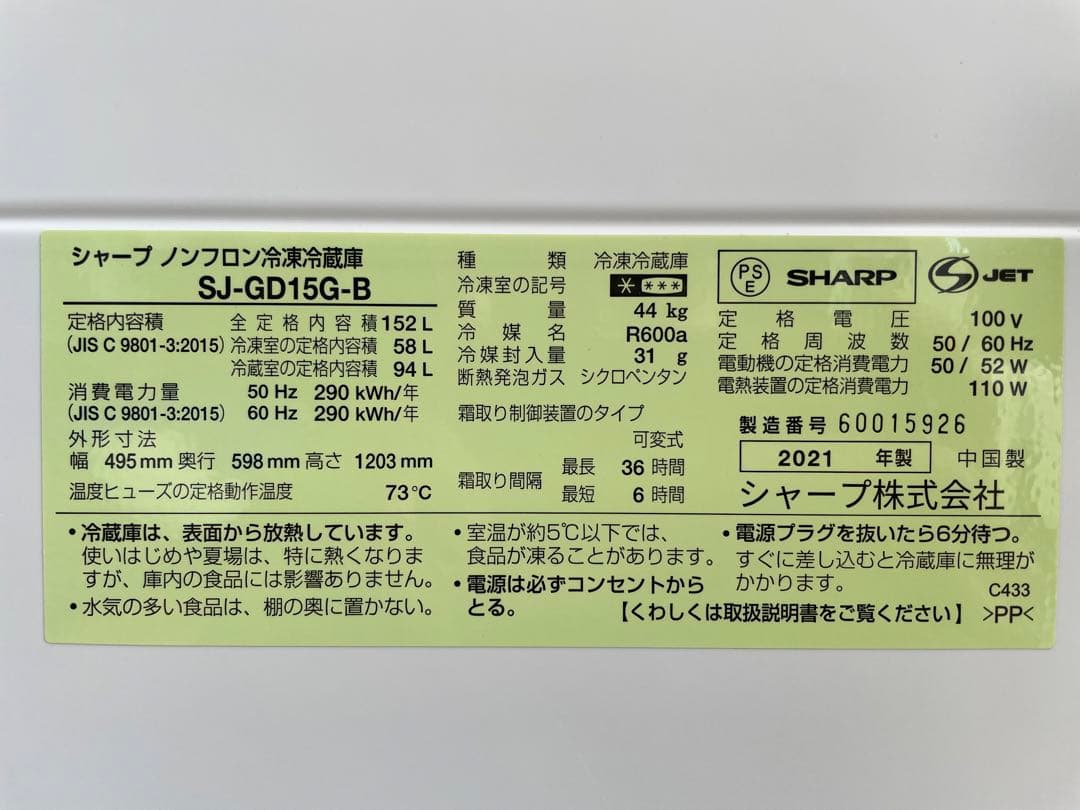 シャープ ノンフロン冷凍冷蔵庫
SJ-GD15G-B
定格内容積 全定格内容積 152 L
(JIS C 9801-3:2015) 冷凍室の定格内容積 58 L
冷蔵室の定格内容積 94 L
消費電力量 50 Hz 290 kWh/年
(JIS C 9801-3:2015) 60 Hz 290 kWh/年
外形寸法
幅 495 mm 奥行 598 mm 高さ 1203 mm
温度ヒューズの定格動作温度 73℃
種類 冷凍冷蔵庫
冷凍室の記号 * ***
質量 44 kg
冷媒名 R600a
冷媒封入量 31 g
断熱発泡ガス シクロペンタン
霜取り制御装置のタイプ
可変式
霜取り間隔 最長 36 時間
最短 6 時間
PSE SHARP S JET
定格電圧 100 V
定格周波数 50 / 60 Hz
電動機の定格消費電力 50 / 52 W
電熱装置の定格消費電力 110 W
製造番号 60015926
2021 年製 中国製
シャープ株式会社
•冷蔵庫は、表面から放熱しています。
使いはじめや夏場は、特に熱くなりま
すが、庫内の食品には影響ありません。
•水気の多い食品は、棚の奥に置かない。
•室温が約5℃以下では、
食品が凍ることがあります。
•電源は必ずコンセントから
とる。
•電源プラグを抜いたら6分待つ。
すぐに差し込むと冷蔵庫に無理が
かかります。
C433
【くわしくは取扱説明書をご覧ください】 >PP<